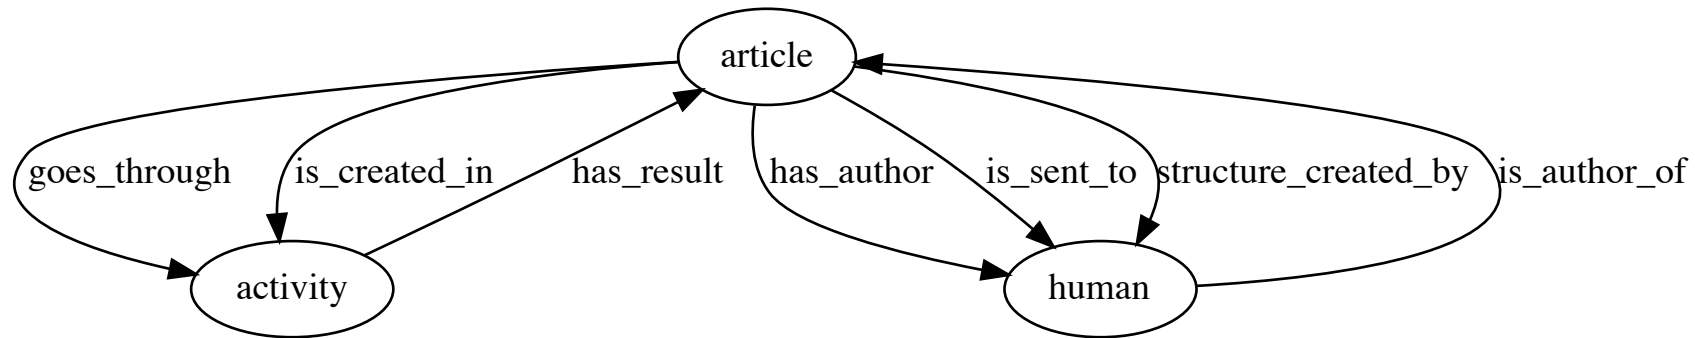 article
goes_through
is_created_in
has_result
has_author
is_sent_to
structure_created_by
is_author_of
activity
human